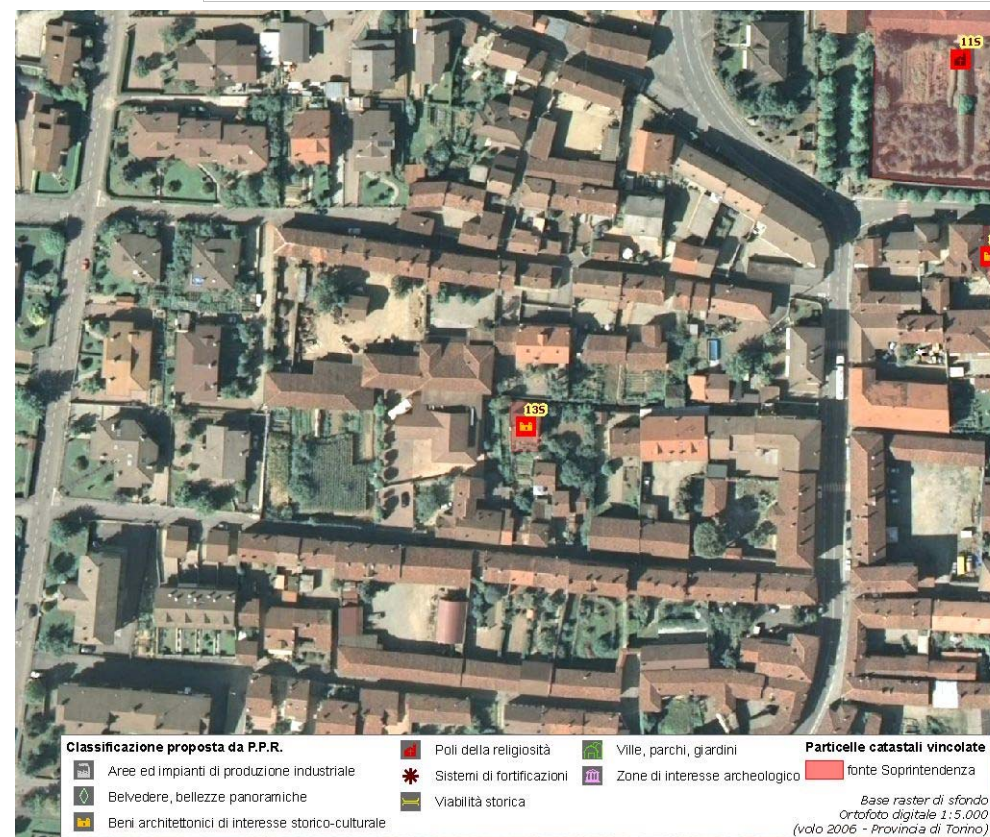 11S
13S
Classificazione proposta da P.P.R.
Aree ed impianti di produzione industriale
Belvedere, bellezze panoramiche
Beni architettonici di interesse storico-culturale
Poli della religiosità
Sistemi di fortificazioni
Viabilità storica
Ville, parchi, giardini
Zone di interesse archeologico
Particelle catastali vincolate
fonte Soprintendenza
Base raster di sfondo
Ortofoto digitale 1:5.000
(volo 2006 - Provincia di Torino)